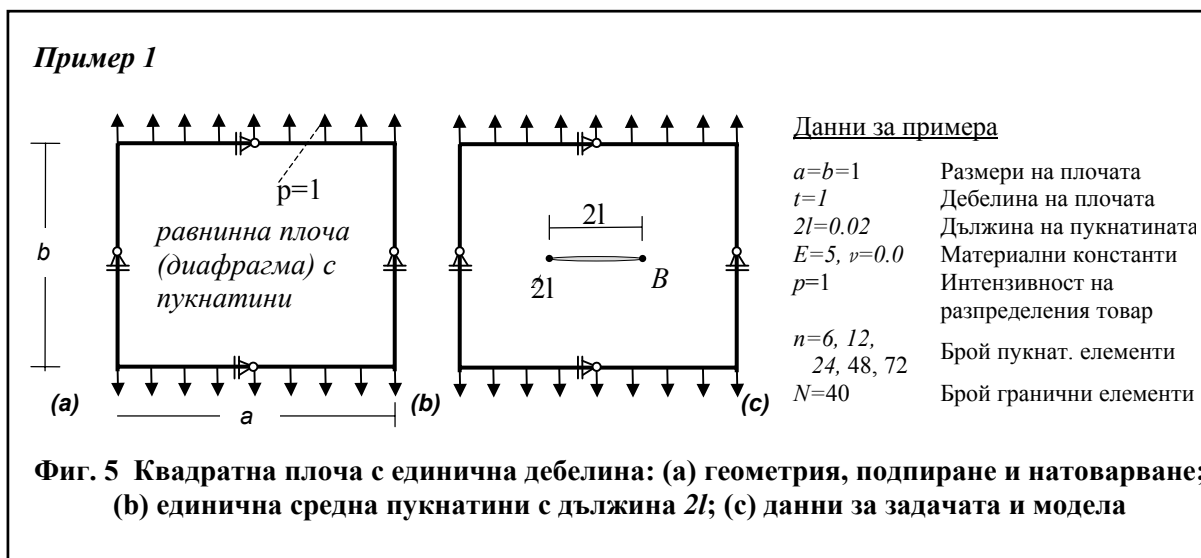 Пример 1
p=1
b
равнинна плоча
(диафрагма) с
пукнатини
(a)
a
2l
2l
B
(b)
Данни за примера
a=b=1 Размери на плочата
t=1 Дебелина на плочата
2l=0.02 Дължина на пукнатината
E=5, ν=0.0 Материални константи
p=1 Интензивност на
разпределения товар
n=6, 12,
24, 48, 72 Брой пукнат. елементи
N=40 Брой гранични елементи
(c)
Фиг. 5 Квадратна плоча с единична дебелина: (a) геометрия, подпиране и натоварване;
(b) единична средна пукнатини с дължина 2l; (c) данни за задачата и модела